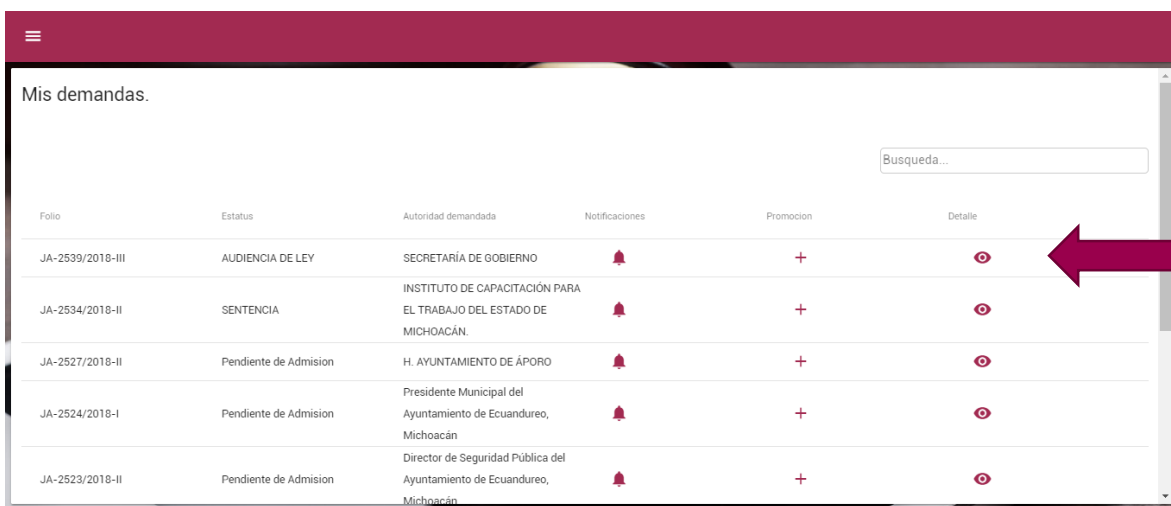 Mis demandas.
Busqueda...
Folio Estatus Autoridad demandada Notificaciones Promocion Detalle
JA-2539/2018-III AUDIENCIA DE LEY SECRETARÍA DE GOBIERNO
INSTITUTO DE CAPACITACIÓN PARA
JA-2534/2018-II SENTENCIA EL TRABAJO DEL ESTADO DE
MICHOACÁN.
JA-2527/2018-II Pendiente de Admision H. AYUNTAMIENTO DE ÁPORO
Presidente Municipal del
JA-2524/2018-I Pendiente de Admision Ayuntamiento de Ecuandureo,
Michoacán
Director de Seguridad Pública del
JA-2523/2018-II Pendiente de Admision Ayuntamiento de Ecuandureo,
Michoacán